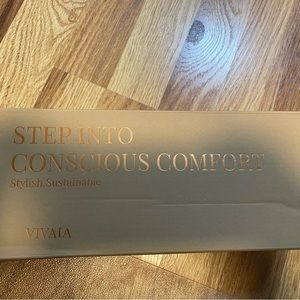 STEP INTO
CONSCIOUS COMFORT
Stylish.Sustainable
VIVAIA